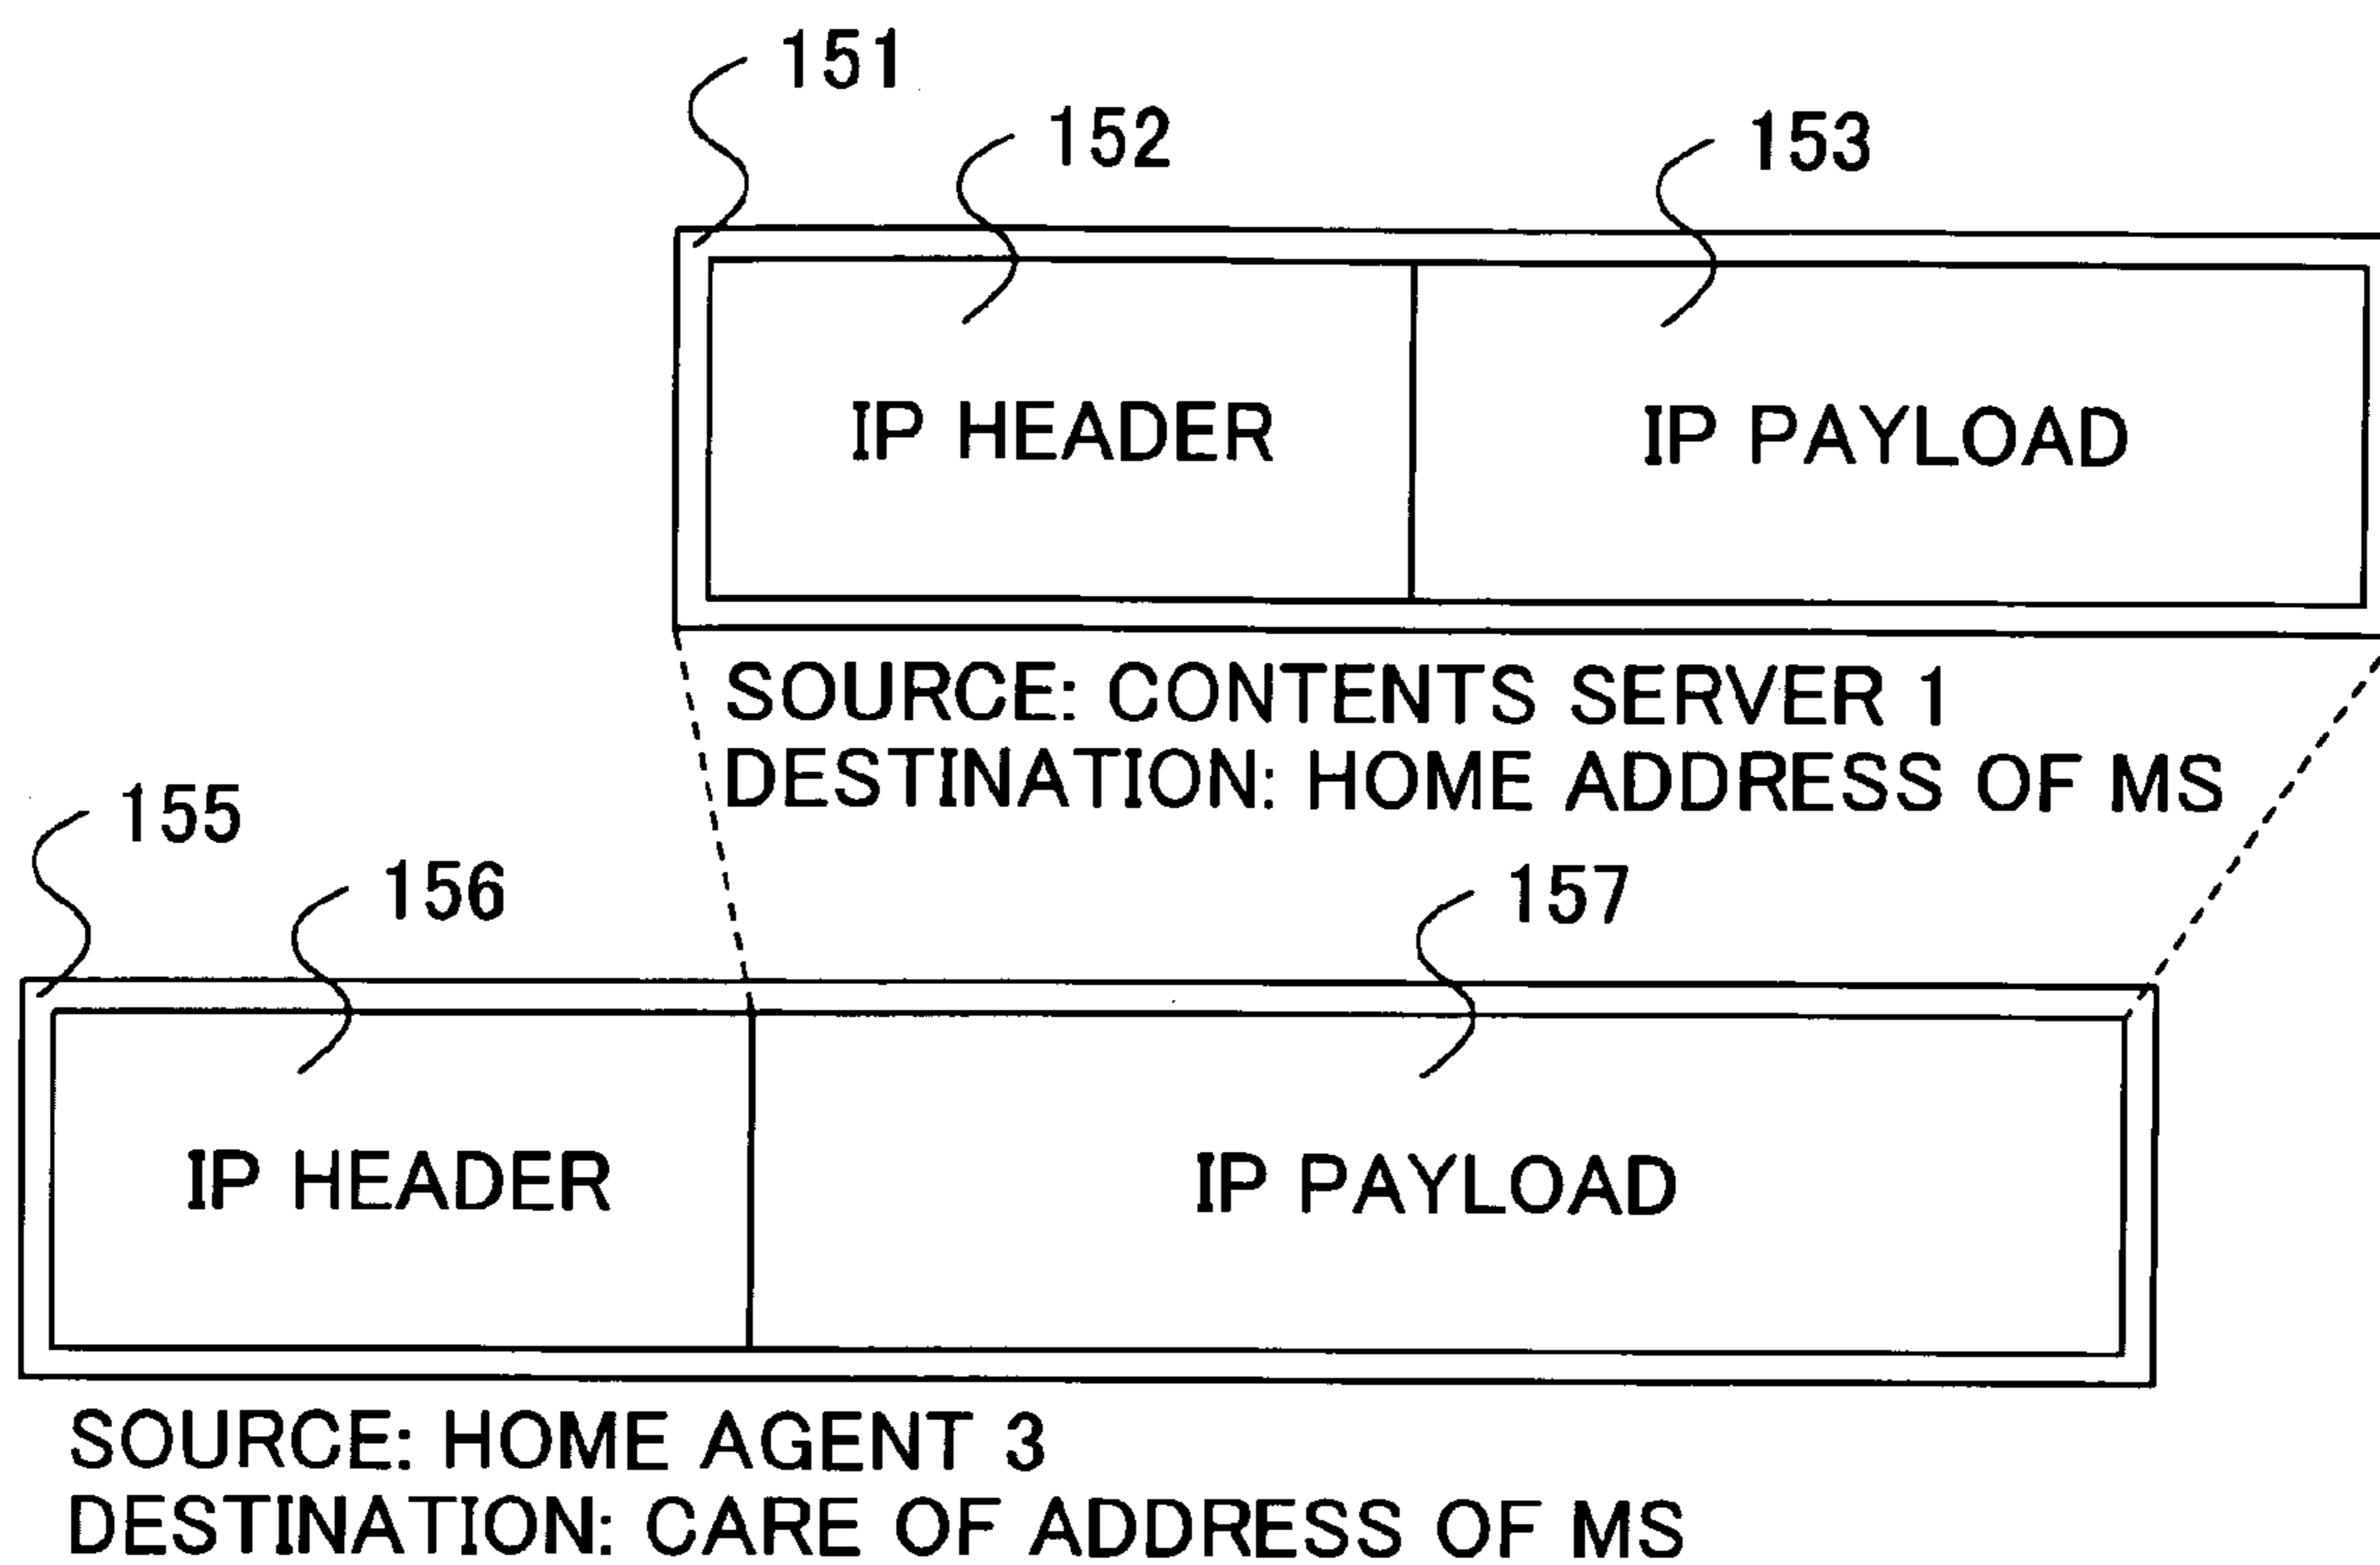 151
152
153
IP HEADER
IP PAYLOAD
SOURCE: CONTENTS SERVER 1
DESTINATION: HOME ADDRESS OF MS
155
156
157
IP HEADER
IP PAYLOAD
SOURCE: HOME AGENT 3
DESTINATION: CARE OF ADDRESS OF MS